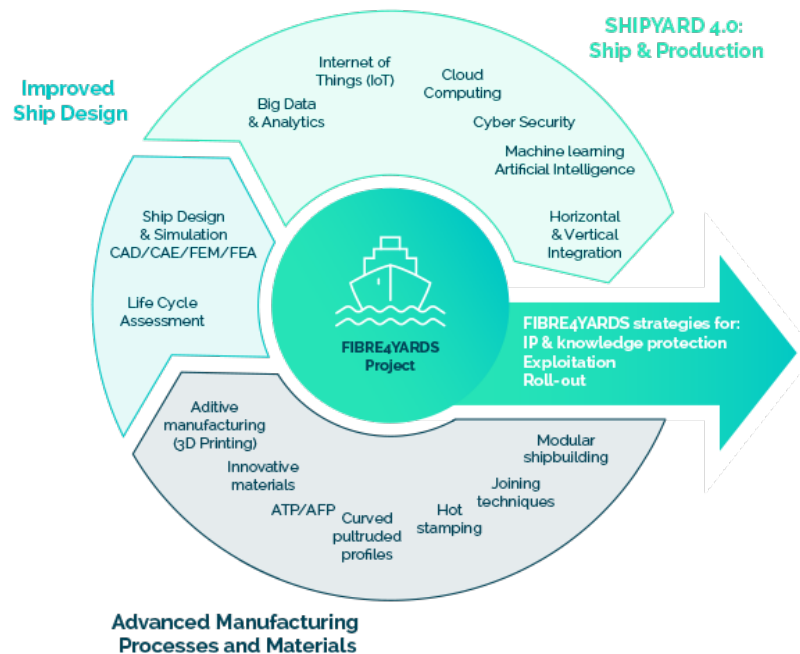 SHIPYARD 4.0:
Ship & Production
Internet of
Things (IoT)
Cloud
Computing
Big Data
& Analytics
Cyber Security
Machine learning
Artificial Intelligence
Horizontal
& Vertical
Integration
Improved
Ship Design
Ship Design
& Simulation
CAD/CAE/FEM/FEA
Life Cycle
Assessment
FIBRE4YARDS
Project
FIBRE4YARDS strategies for:
IP & knowledge protection
Exploitation
Roll-out
Aditive
manufacturing
(3D Printing)
Innovative
materials
ATP/AFP
Curved
pultruded
profiles
Hot
stamping
Joining
techniques
Modular
shipbuilding
Advanced Manufacturing
Processes and Materials